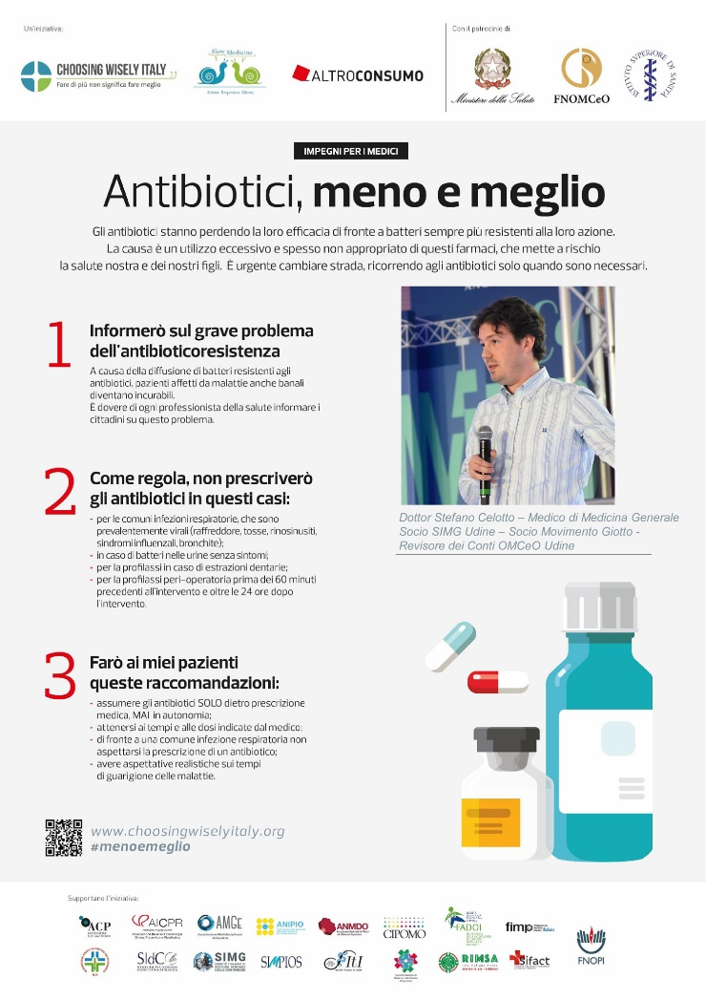 Un'iniziativa:
Con il patrocinio di
CHOOSING WISELY ITALY
Fare di più non significa fare meglio
Slow Medicine
ALTROCONSUMO
Ministero della Salute
FNOMCeO
ISTITUTO SUPERIORE DI SANITÀ
IMPEGNI PER I MEDICI
Antibiotici, meno e meglio
Gli antibiotici stanno perdendo la loro efficacia di fronte a batteri sempre più resistenti alla loro azione.
La causa è un utilizzo eccessivo e spesso non appropriato di questi farmaci, che mette a rischio
la salute nostra e dei nostri figli. È urgente cambiare strada, ricorrendo agli antibiotici solo quando sono necessari.
1
Informerò sul grave problema
dell'antibioticoresistenza
A causa della diffusione di batteri resistenti agli
antibiotici, pazienti affetti da malattie anche banali
diventano incurabili.
È dovere di ogni professionista della salute informare i
cittadini su questo problema.
2
Come regola, non prescriverò
gli antibiotici in questi casi:
- per le comuni infezioni respiratorie, che sono
prevalentemente virali (raffreddore, tosse, rinosinusiti,
sindromi influenzali, bronchite);
- in caso di batteri nelle urine senza sintomi;
- per la profilassi in caso di estrazioni dentarie;
- per la profilassi peri-operatoria prima dei 60 minuti
precedenti all'intervento e oltre le 24 ore dopo
l'intervento.
3
Farò ai miei pazienti
queste raccomandazioni:
- assumere gli antibiotici SOLO dietro prescrizione
medica, MAI in autonomia;
- attenersi ai tempi e alle dosi indicate dal medico;
- di fronte a una comune infezione respiratoria non
aspettarsi la prescrizione di un antibiotico;
- avere aspettative realistiche sui tempi
di guarigione delle malattie.
Dottor Stefano Celotto – Medico di Medicina Generale
Socio SIMG Udine – Socio Movimento Giotto -
Revisore dei Conti OMCeO Udine
www.choosingwiselyitaly.org
#menoemeglio
Supportano l'iniziativa:
ACP
AICPR
AMGe
ANIPIO
ANMDO
CIPOMO
FADOI
fimp
FNOPI
SIdC
SIMG
SIMPIOS
SItI
RIMSA
Sifact